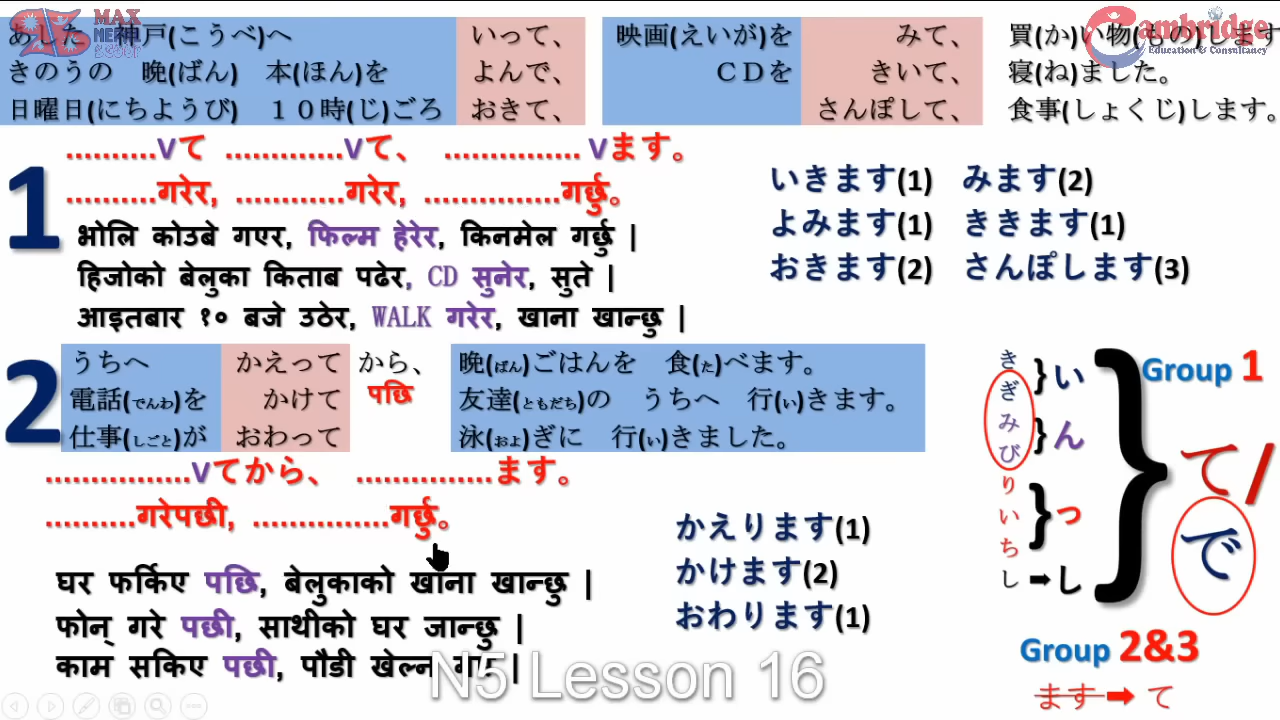 MAX
NEPAL
あした 神戸(こうべ)へ いって、 映画(えいが)を みて、 買(か)い物(もの)します
きのうの 晩(ばん) 本(ほん)を よんで、 ＣＤを きいて、 寝(ね)ました。
日曜日(にちようび) １０時(じ)ごろ おきて、 さんぽして、 食事(しょくじ)します。
Cambridge
Education & Consultancy
1
..........Vて .............Vて、 ............... Vます。
..........गरेर, ............गरेर, ...............गर्छु。
भोलि कोउबे गएर, फिल्म हेरेर, किनमेल गर्छु |
हिजोको बेलुका किताब पढेर, CD सुनेर, सुते |
आइतबार १० बजे उठेर, WALK गरेर, खाना खान्छु |
いきます(1) みます(2)
よみます(1) ききます(1)
おきます(2) さんぽします(3)
2
うちへ かえって から、 晩(ばん)ごはんを 食(た)べます。
電話(でんわ)を かけて पछि 友達(ともだち)の うちへ 行(い)きます。
仕事(しごと)が おわって 泳(およ)ぎに 行(い)きました。
................Vてから、 ...............ます。
..........गरेपछी, ...............गर्छु。
घर फर्किए पछि, बेलुकाको खाना खान्छु |
फोन् गरे पछी, साथीको घर जान्छु |
काम सकिए पछी, पौडी खेल्न |
かえります(1)
かけます(2)
おわります(1)
き
ぎ } い
み
び } ん
り
い
ち } っ
し ➡ し
Group 1
て/
で
Group 2&3
ます ➡ て
N5 Lesson 16